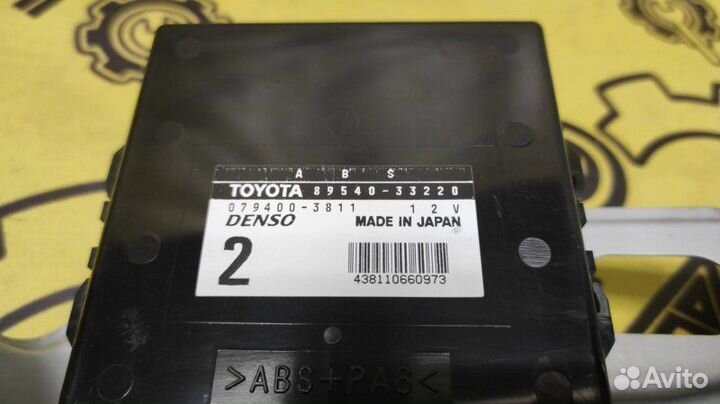 A B S
TOYOTA 89540-33220
079400-3811 12V
DENSO MADE IN JAPAN
2
438110660973
>ABS+PA6<
Avito